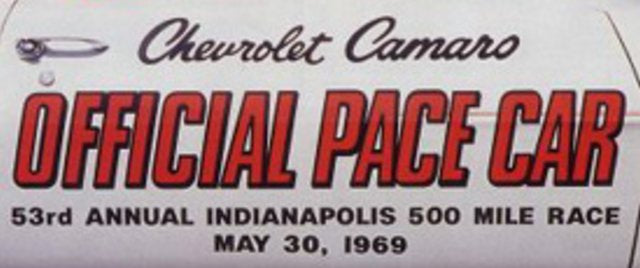 Chevrolet Camaro
OFFICIAL PACE CAR
53rd ANNUAL INDIANAPOLIS 500 MILE RACE
MAY 30, 1969